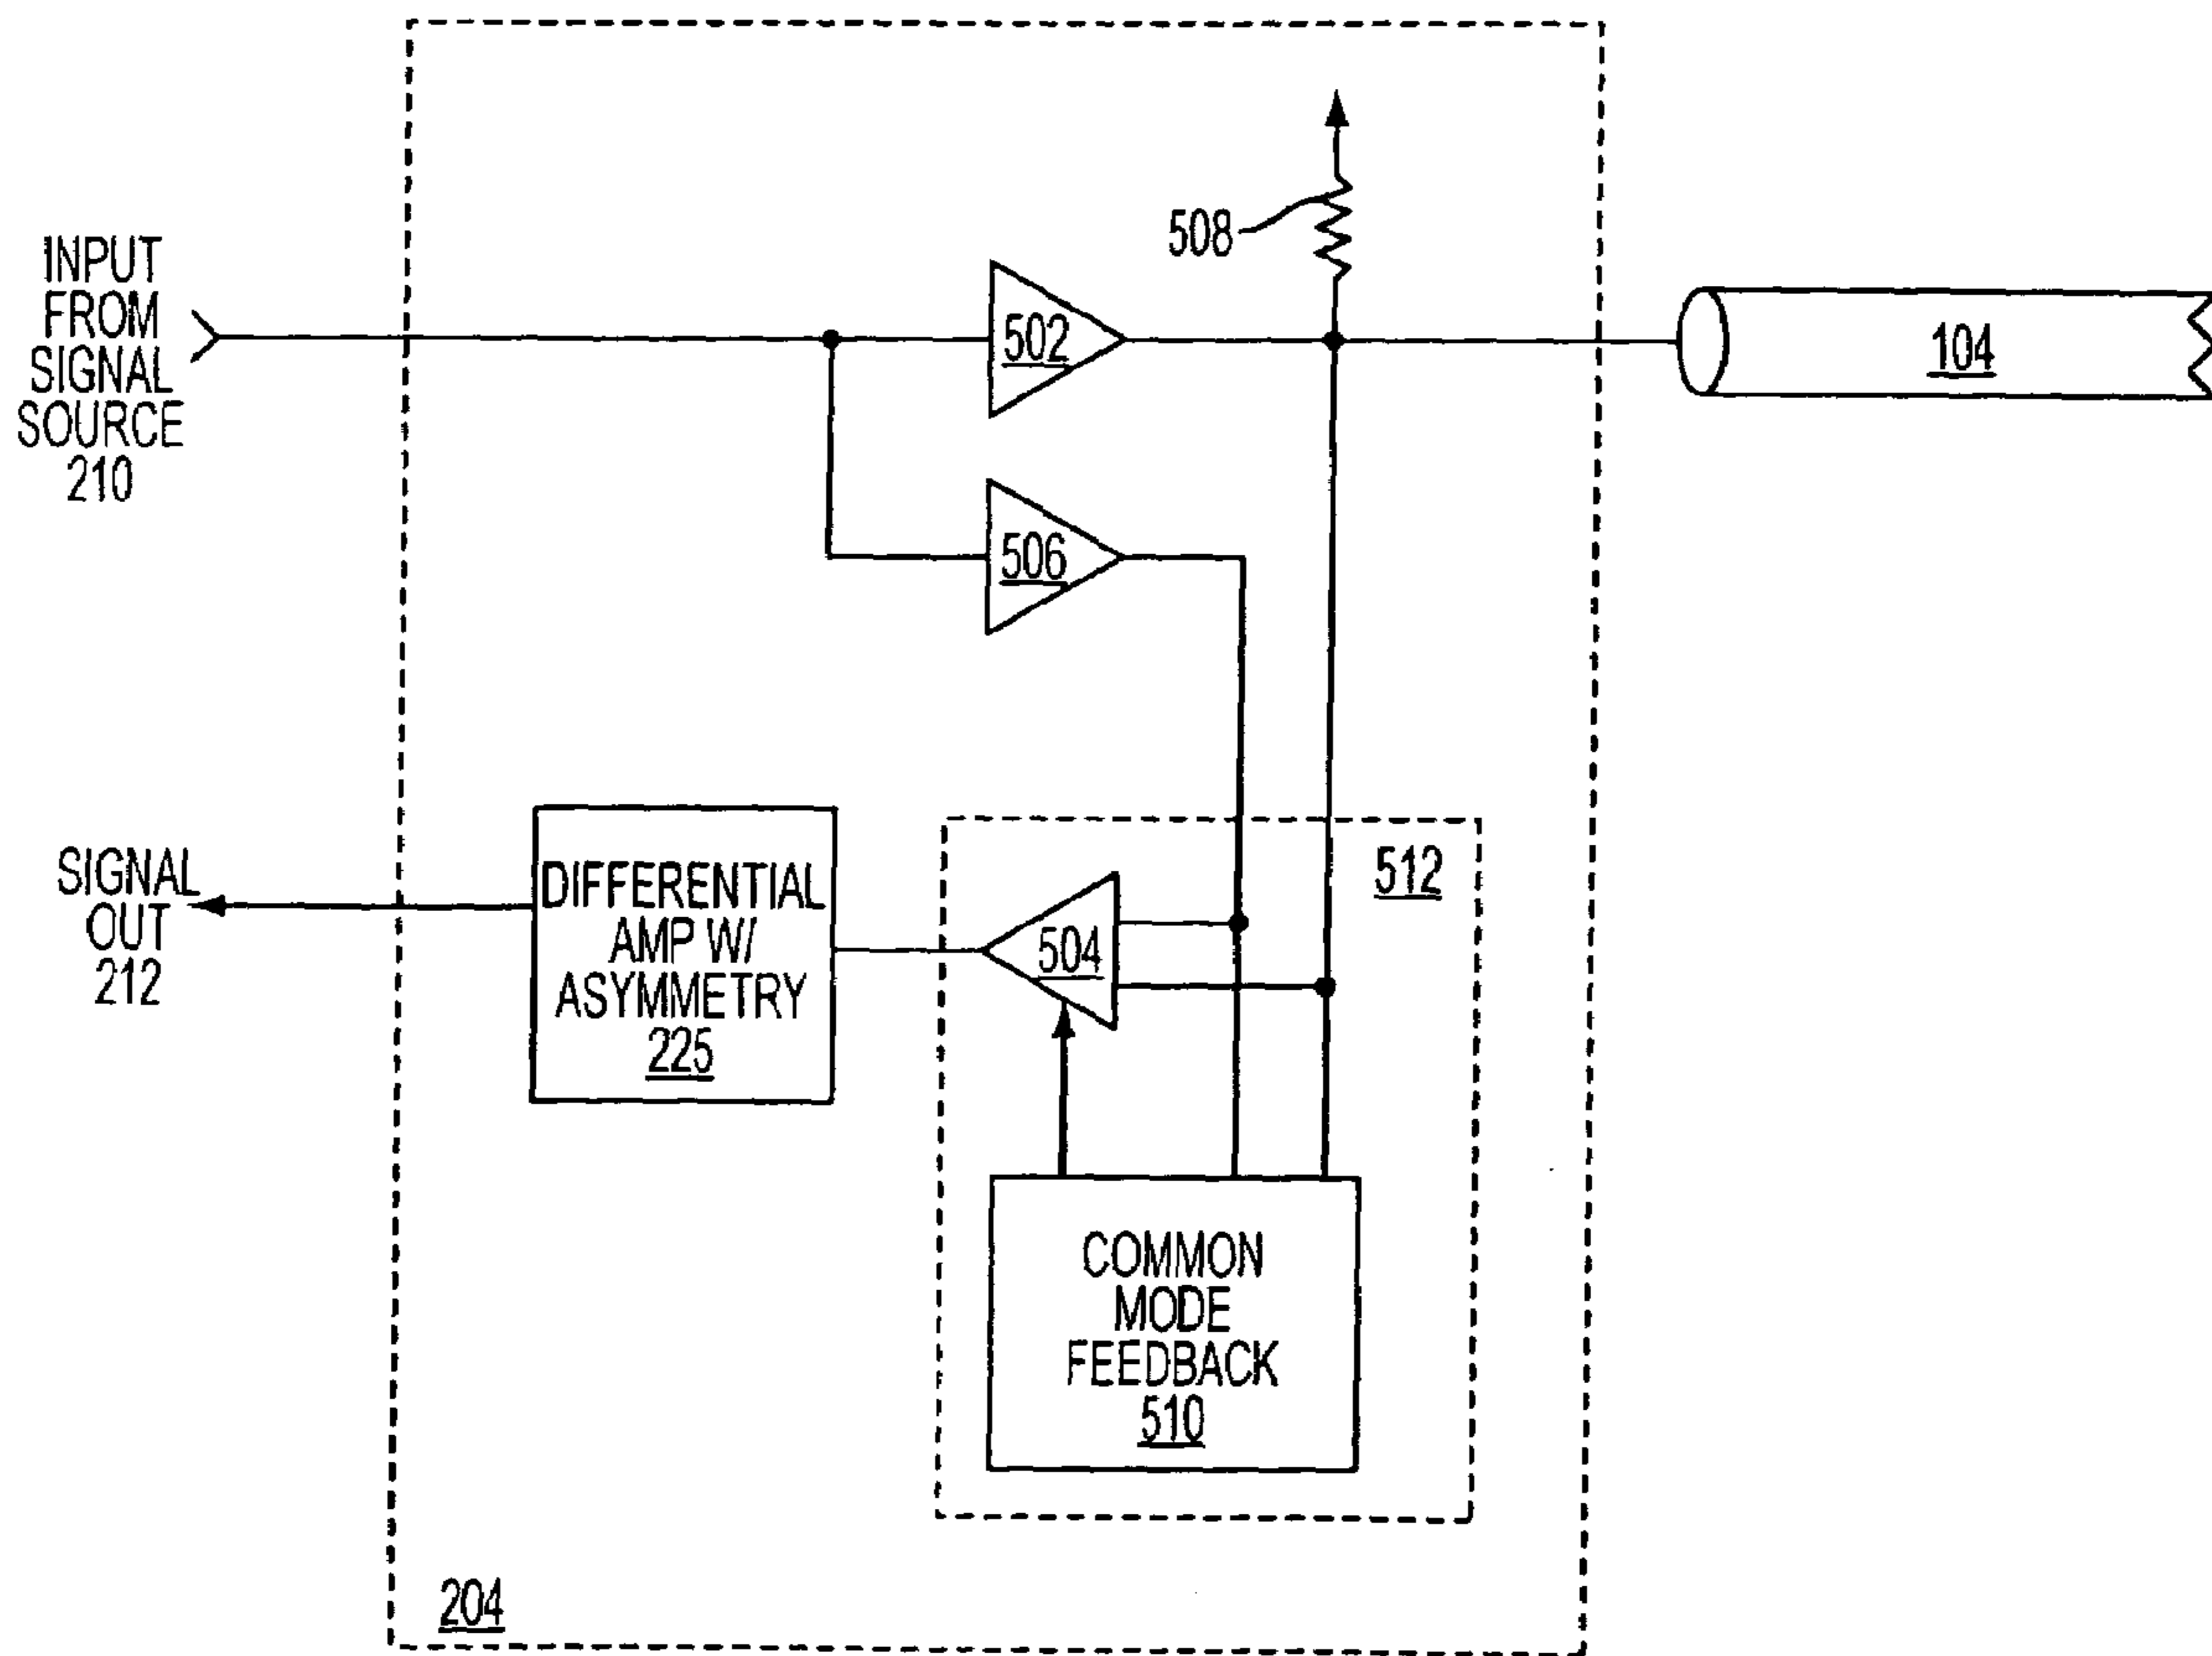 508
INPUT
FROM
SIGNAL
SOURCE
210
502
104
506
512
SIGNAL
OUT
212
DIFFERENTIAL
AMP W/
ASYMMETRY
225
504
COMMON
MODE
FEEDBACK
510
204